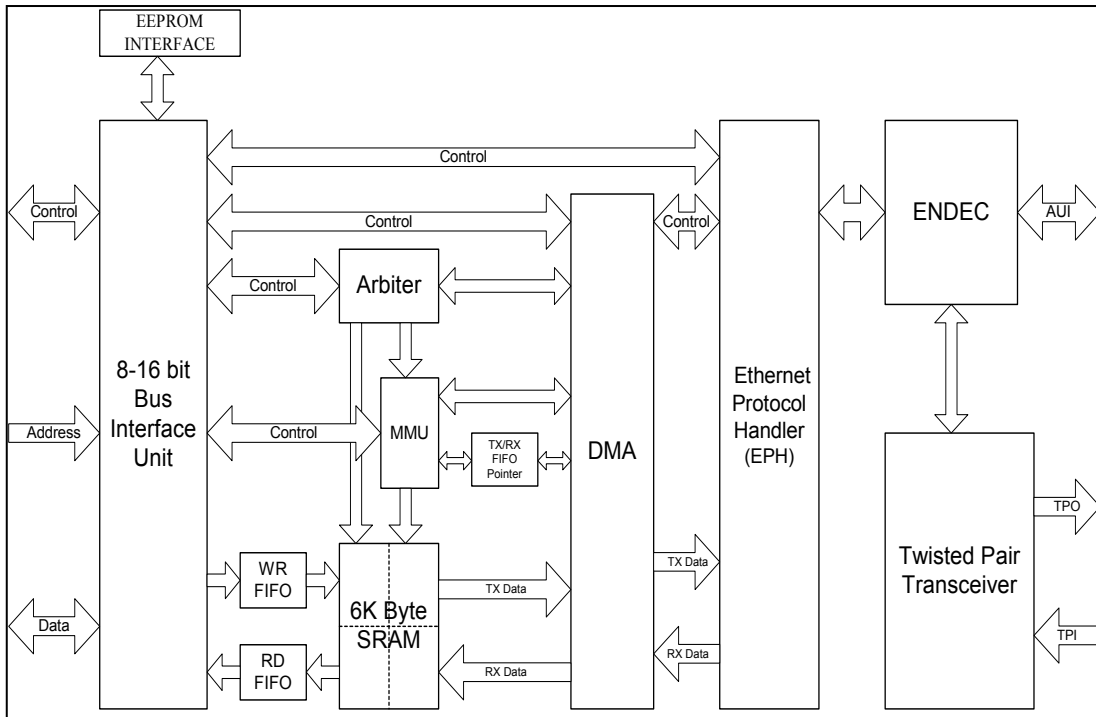 EEPROM
INTERFACE
Control
Control
Control
Control
AUI
ENDEC
Control
Arbiter
8-16 bit
Bus
Interface
Unit
Address
Control
MMU
TX/RX
FIFO
Pointer
DMA
Ethernet
Protocol
Handler
(EPH)
WR
FIFO
6K Byte
SRAM
TX Data
TX Data
Twisted Pair
Transceiver
TPO
Data
RD
FIFO
RX Data
RX Data
TPI